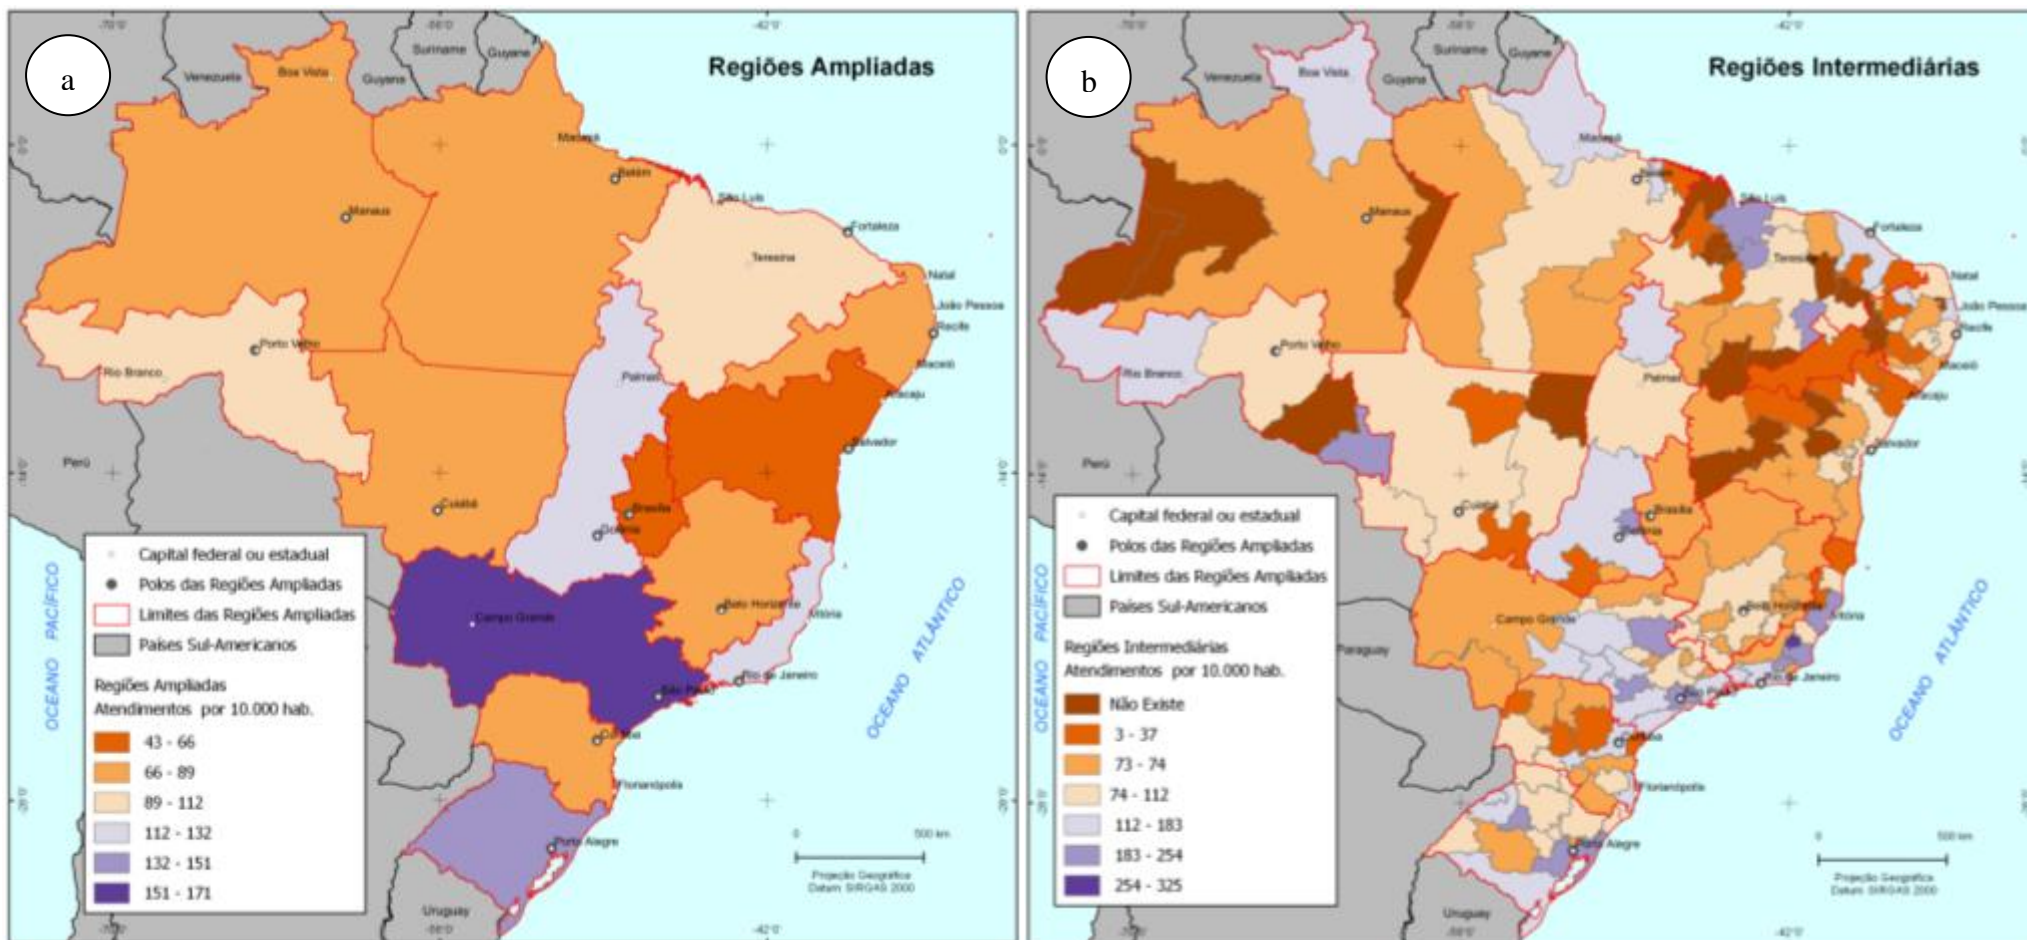 a
Regiões Ampliadas
Venezuela
Boa Vista
Guyana
Suriname
Guyane
Macapá
Belém
Manaus
São Luís
Fortaleza
Teresina
Natal
João Pessoa
Recife
Porto Velho
Rio Branco
Palmas
Maceió
Aracaju
Salvador
Perú
Cuiabá
Brasília
Goiânia
Belo Horizonte
Vitória
Campo Grande
Rio de Janeiro
São Paulo
Curitiba
Florianópolis
Porto Alegre
Uruguay
OCEANO PACÍFICO
OCEANO ATLÂNTICO
Capital federal ou estadual
Polos das Regiões Ampliadas
Limites das Regiões Ampliadas
Países Sul-Americanos
Regiões Ampliadas
Atendimentos por 10.000 hab.
43 - 66
66 - 89
89 - 112
112 - 132
132 - 151
151 - 171
0 500 km
Projeção Geográfica
Datum SIRGAS 2000
b
Regiões Intermediárias
Venezuela
Boa Vista
Guyana
Suriname
Guyane
Macapá
Belém
Manaus
São Luís
Fortaleza
Teresina
Natal
João Pessoa
Recife
Porto Velho
Rio Branco
Palmas
Maceió
Aracaju
Salvador
Perú
Cuiabá
Brasília
Goiânia
Belo Horizonte
Vitória
Campo Grande
Paraguay
Rio de Janeiro
São Paulo
Curitiba
Florianópolis
Porto Alegre
Uruguay
OCEANO PACÍFICO
OCEANO ATLÂNTICO
Capital federal ou estadual
Polos das Regiões Ampliadas
Limites das Regiões Ampliadas
Países Sul-Americanos
Regiões Intermediárias
Atendimentos por 10.000 hab.
Não Existe
3 - 37
73 - 74
74 - 112
112 - 183
183 - 254
254 - 325
0 500 km
Projeção Geográfica
Datum SIRGAS 2000